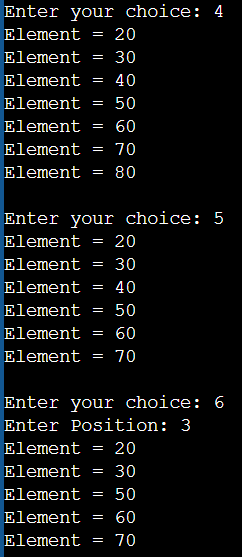 Enter your choice: 4
Element = 20
Element = 30
Element = 40
Element = 50
Element = 60
Element = 70
Element = 80
Enter your choice: 5
Element = 20
Element = 30
Element = 40
Element = 50
Element = 60
Element = 70
Enter your choice: 6
Enter Position: 3
Element = 20
Element = 30
Element = 50
Element = 60
Element = 70